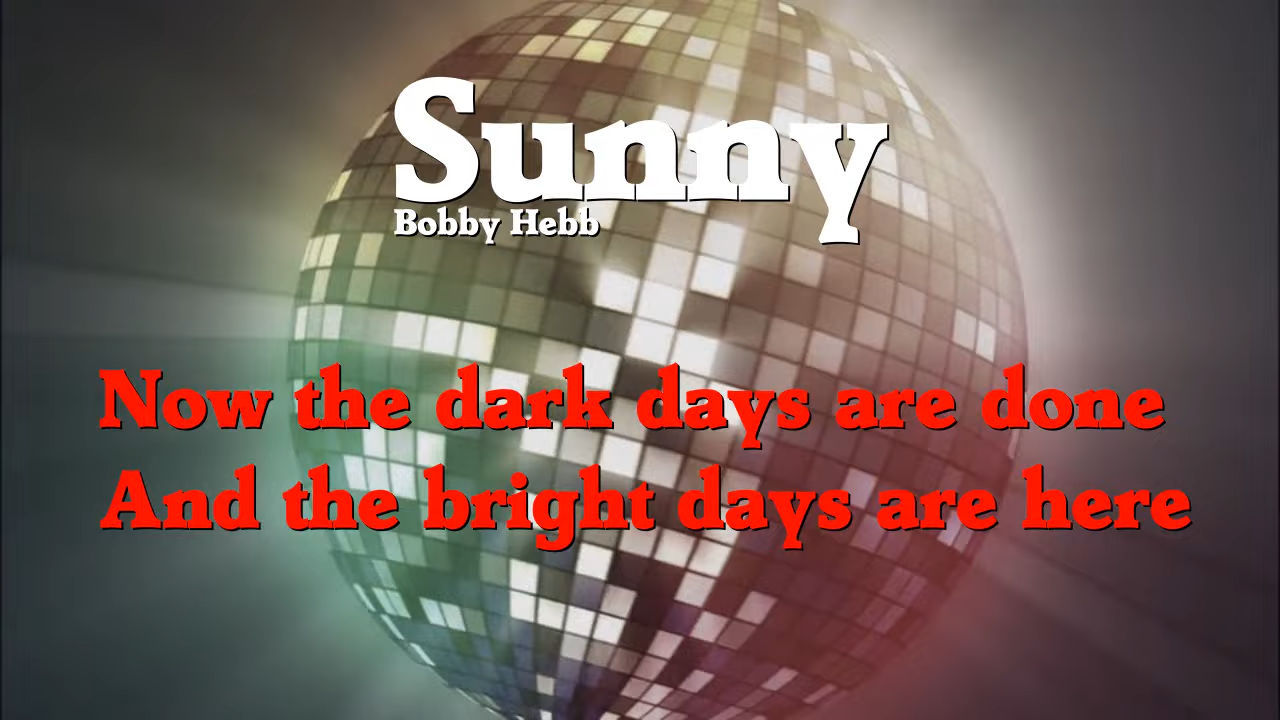 Sunny
Bobby Hebb
Now the dark days are done
And the bright days are here